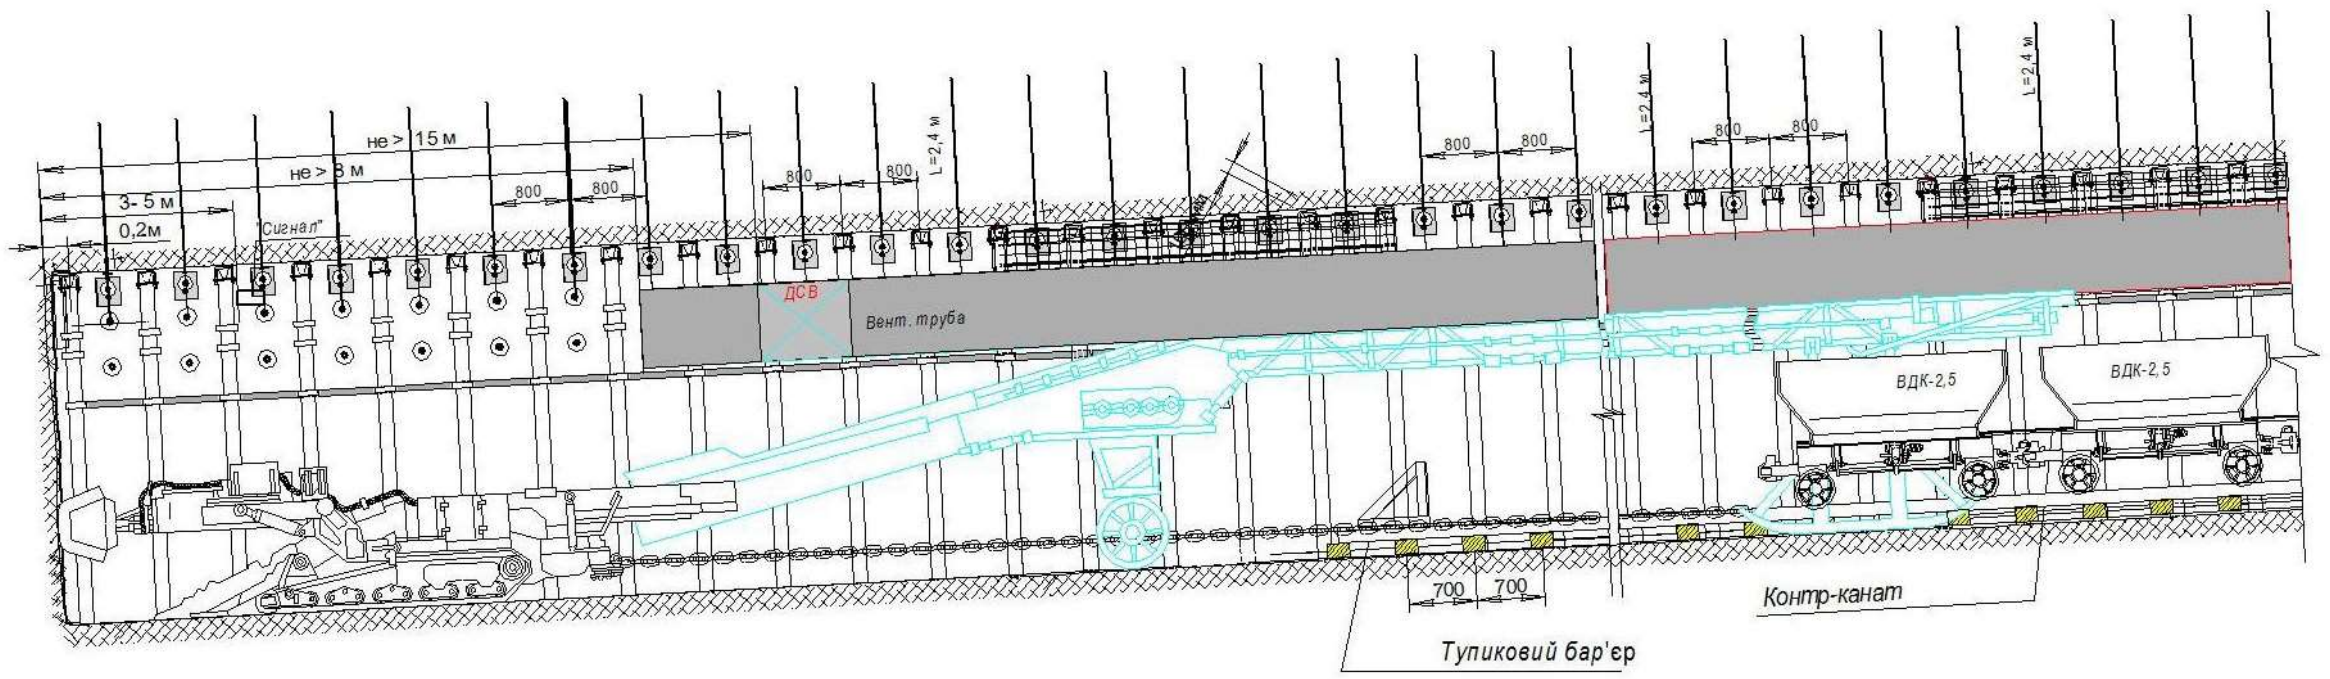 не > 15 м
не > 8 м
3- 5 м
0,2м
"Сигнал"
800
800
800
800
L=2,4 м
800
800
L=2,4 м
800
800
L=2,4 м
ДСВ
Вент. труба
ВДК-2,5
ВДК-2,5
700
700
Контр-канат
Тупиковий бар'єр